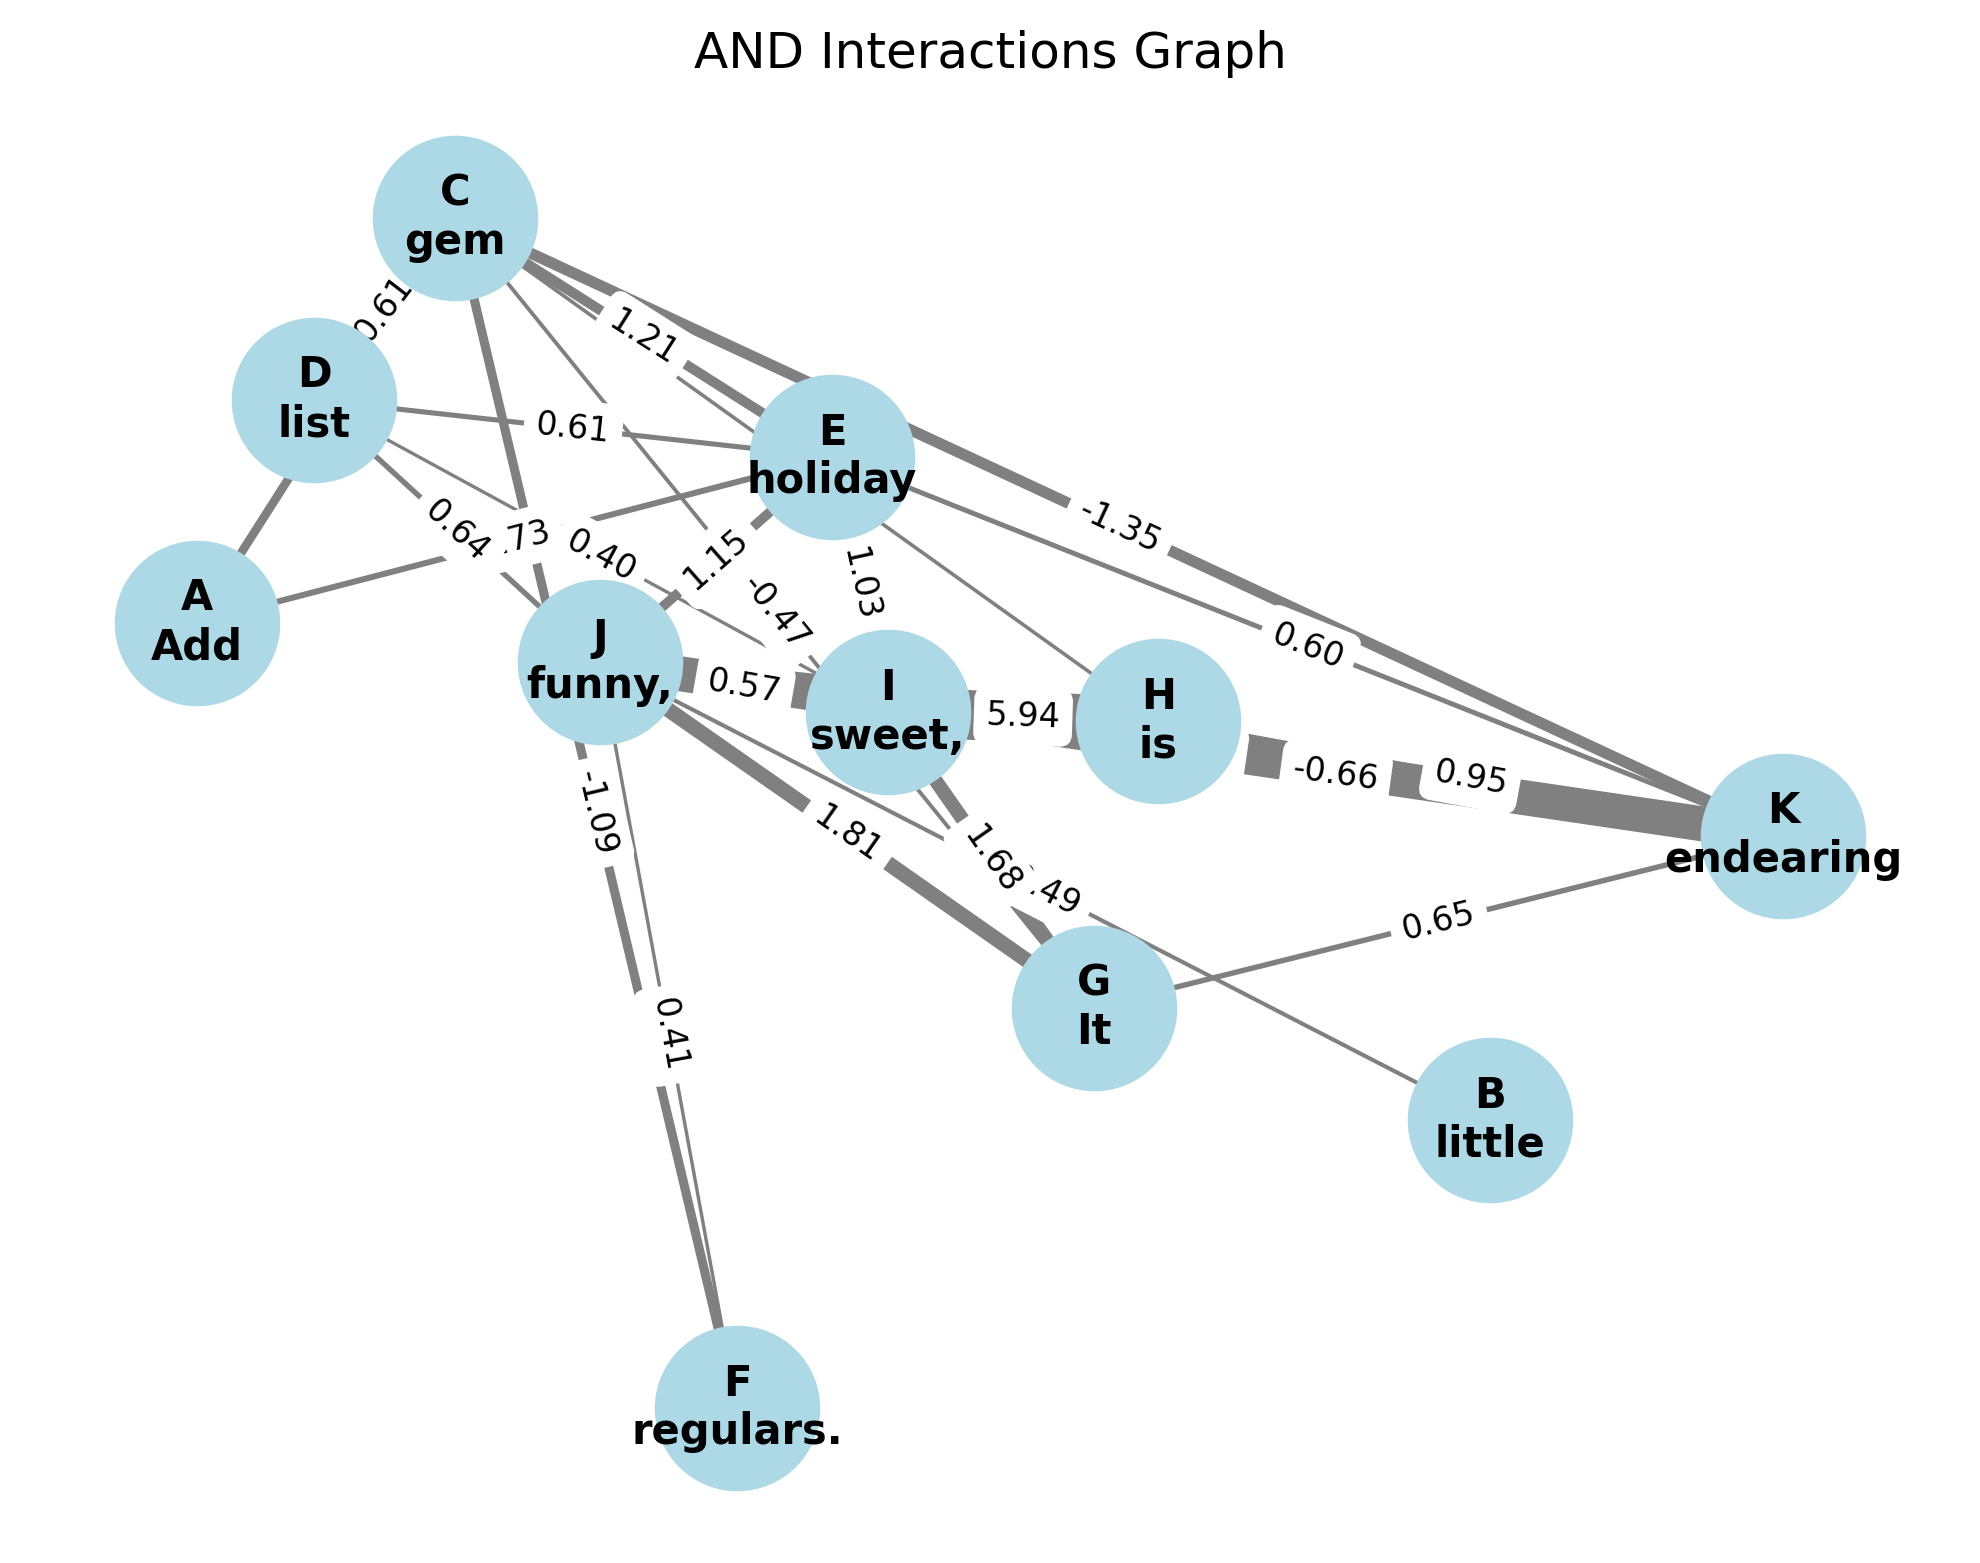 AND Interactions Graph
C
gem
0.61
1.21
D
list
E
holiday
0.61
-1.35
0.64
73
0.40
1.15
-0.47
1.03
A
Add
J
funny,
0.60
0.57
I
sweet,
5.94
H
is
-0.66
0.95
K
endearing
-1.09
1.81
1.68
.49
0.65
G
It
0.41
B
little
F
regulars.